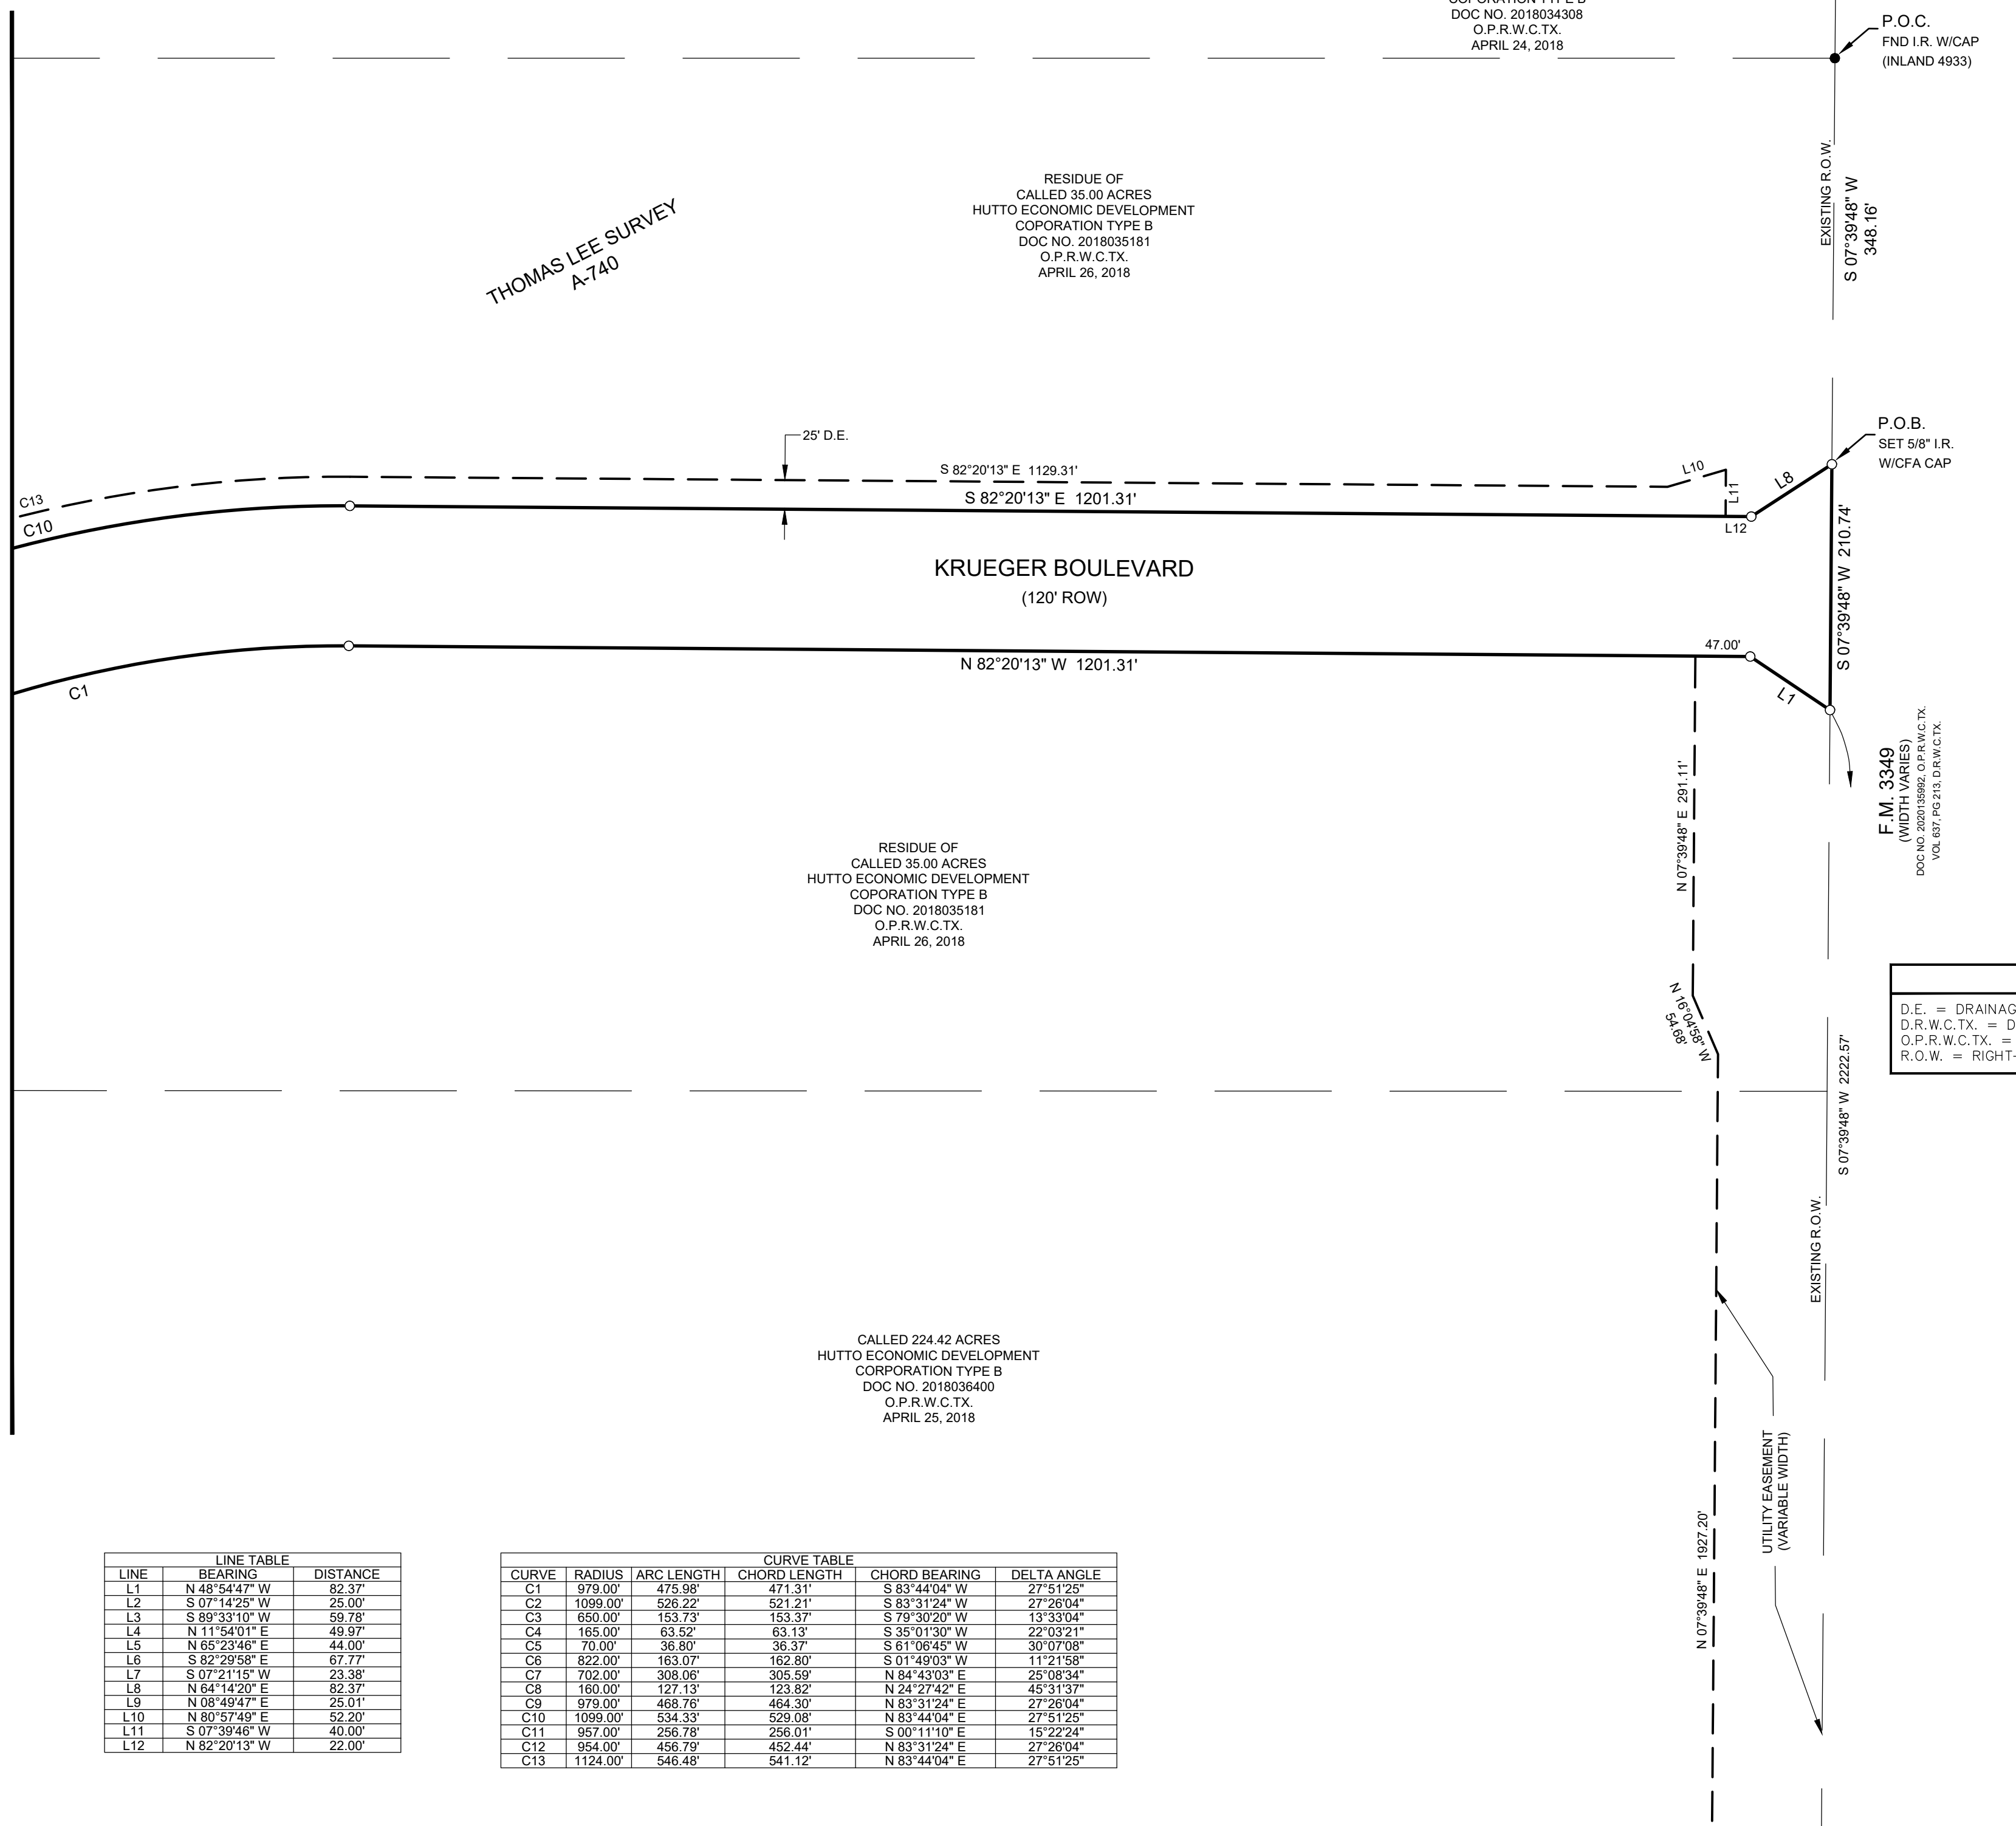 COPORATION TYPE B
DOC NO. 2018034308
O.P.R.W.C.TX.
APRIL 24, 2018
P.O.C.
FND I.R. W/CAP
(INLAND 4933)
EXISTING R.O.W.
S 07°39'48" W
348.16'
THOMAS LEE SURVEY
A-740
RESIDUE OF
CALLED 35.00 ACRES
HUTTO ECONOMIC DEVELOPMENT
COPORATION TYPE B
DOC NO. 2018035181
O.P.R.W.C.TX.
APRIL 26, 2018
P.O.B.
SET 5/8" I.R.
W/CFA CAP
25' D.E.
S 82°20'13" E 1129.31'
L10
L11
L8
C13
C10
S 82°20'13" E 1201.31'
L12
KRUEGER BOULEVARD
(120' ROW)
S 07°39'48" W 210.74'
47.00'
N 82°20'13" W 1201.31'
C1
L1
F.M. 3349
(WIDTH VARIES)
DOC NO. 2020135992, O.P.R.W.C.TX.
VOL 637, PG 213, D.R.W.C.TX.
N 07°39'48" E 291.11'
RESIDUE OF
CALLED 35.00 ACRES
HUTTO ECONOMIC DEVELOPMENT
COPORATION TYPE B
DOC NO. 2018035181
O.P.R.W.C.TX.
APRIL 26, 2018
N 16°04'58" W
54.68'
D.E. = DRAINAG
D.R.W.C.TX. = D
O.P.R.W.C.TX. =
R.O.W. = RIGHT-
S 07°39'48" W 2222.57'
EXISTING R.O.W.
CALLED 224.42 ACRES
HUTTO ECONOMIC DEVELOPMENT
CORPORATION TYPE B
DOC NO. 2018036400
O.P.R.W.C.TX.
APRIL 25, 2018
UTILITY EASEMENT
(VARIABLE WIDTH)
N 07°39'48" E 1927.20'
LINE TABLE
LINE BEARING DISTANCE
L1 N 48°54'47" W 82.37'
L2 S 07°14'25" W 25.00'
L3 S 89°33'10" W 59.78'
L4 N 11°54'01" E 49.97'
L5 N 65°23'46" E 44.00'
L6 S 82°29'58" E 67.77'
L7 S 07°21'15" W 23.38'
L8 N 64°14'20" E 82.37'
L9 N 08°49'47" E 25.01'
L10 N 80°57'49" E 52.20'
L11 S 07°39'46" W 40.00'
L12 N 82°20'13" W 22.00'
CURVE TABLE
CURVE RADIUS ARC LENGTH CHORD LENGTH CHORD BEARING DELTA ANGLE
C1 979.00' 475.98' 471.31' S 83°44'04" W 27°51'25"
C2 1099.00' 526.22' 521.21' S 83°31'24" W 27°26'04"
C3 650.00' 153.73' 153.37' S 79°30'20" W 13°33'04"
C4 165.00' 63.52' 63.13' S 35°01'30" W 22°03'21"
C5 70.00' 36.80' 36.37' S 61°06'45" W 30°07'08"
C6 822.00' 163.07' 162.80' S 01°49'03" W 11°21'58"
C7 702.00' 308.06' 305.59' N 84°43'03" E 25°08'34"
C8 160.00' 127.13' 123.82' N 24°27'42" E 45°31'37"
C9 979.00' 468.76' 464.30' N 83°31'24" E 27°26'04"
C10 1099.00' 534.33' 529.08' N 83°44'04" E 27°51'25"
C11 957.00' 256.78' 256.01' S 00°11'10" E 15°22'24"
C12 954.00' 456.79' 452.44' N 83°31'24" E 27°26'04"
C13 1124.00' 546.48' 541.12' N 83°44'04" E 27°51'25"